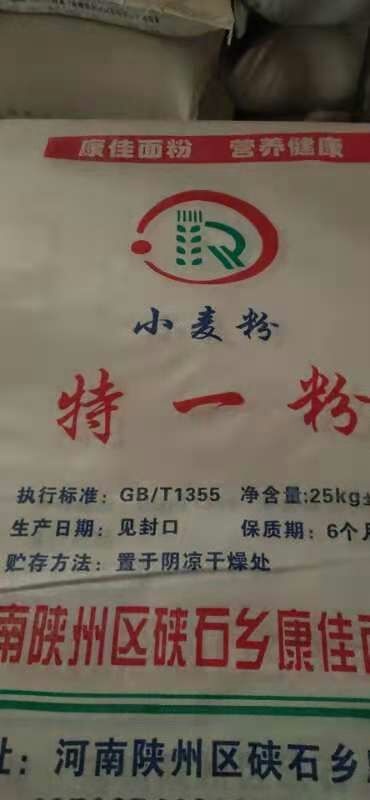 康佳面粉 营养健康
小麦粉
特一粉
执行标准：GB/T1355 净含量:25kg±
生产日期：见封口 保质期：6个月
贮存方法：置于阴凉干燥处
南陕州区硖石乡康佳面
址：河南陕州区硖石乡